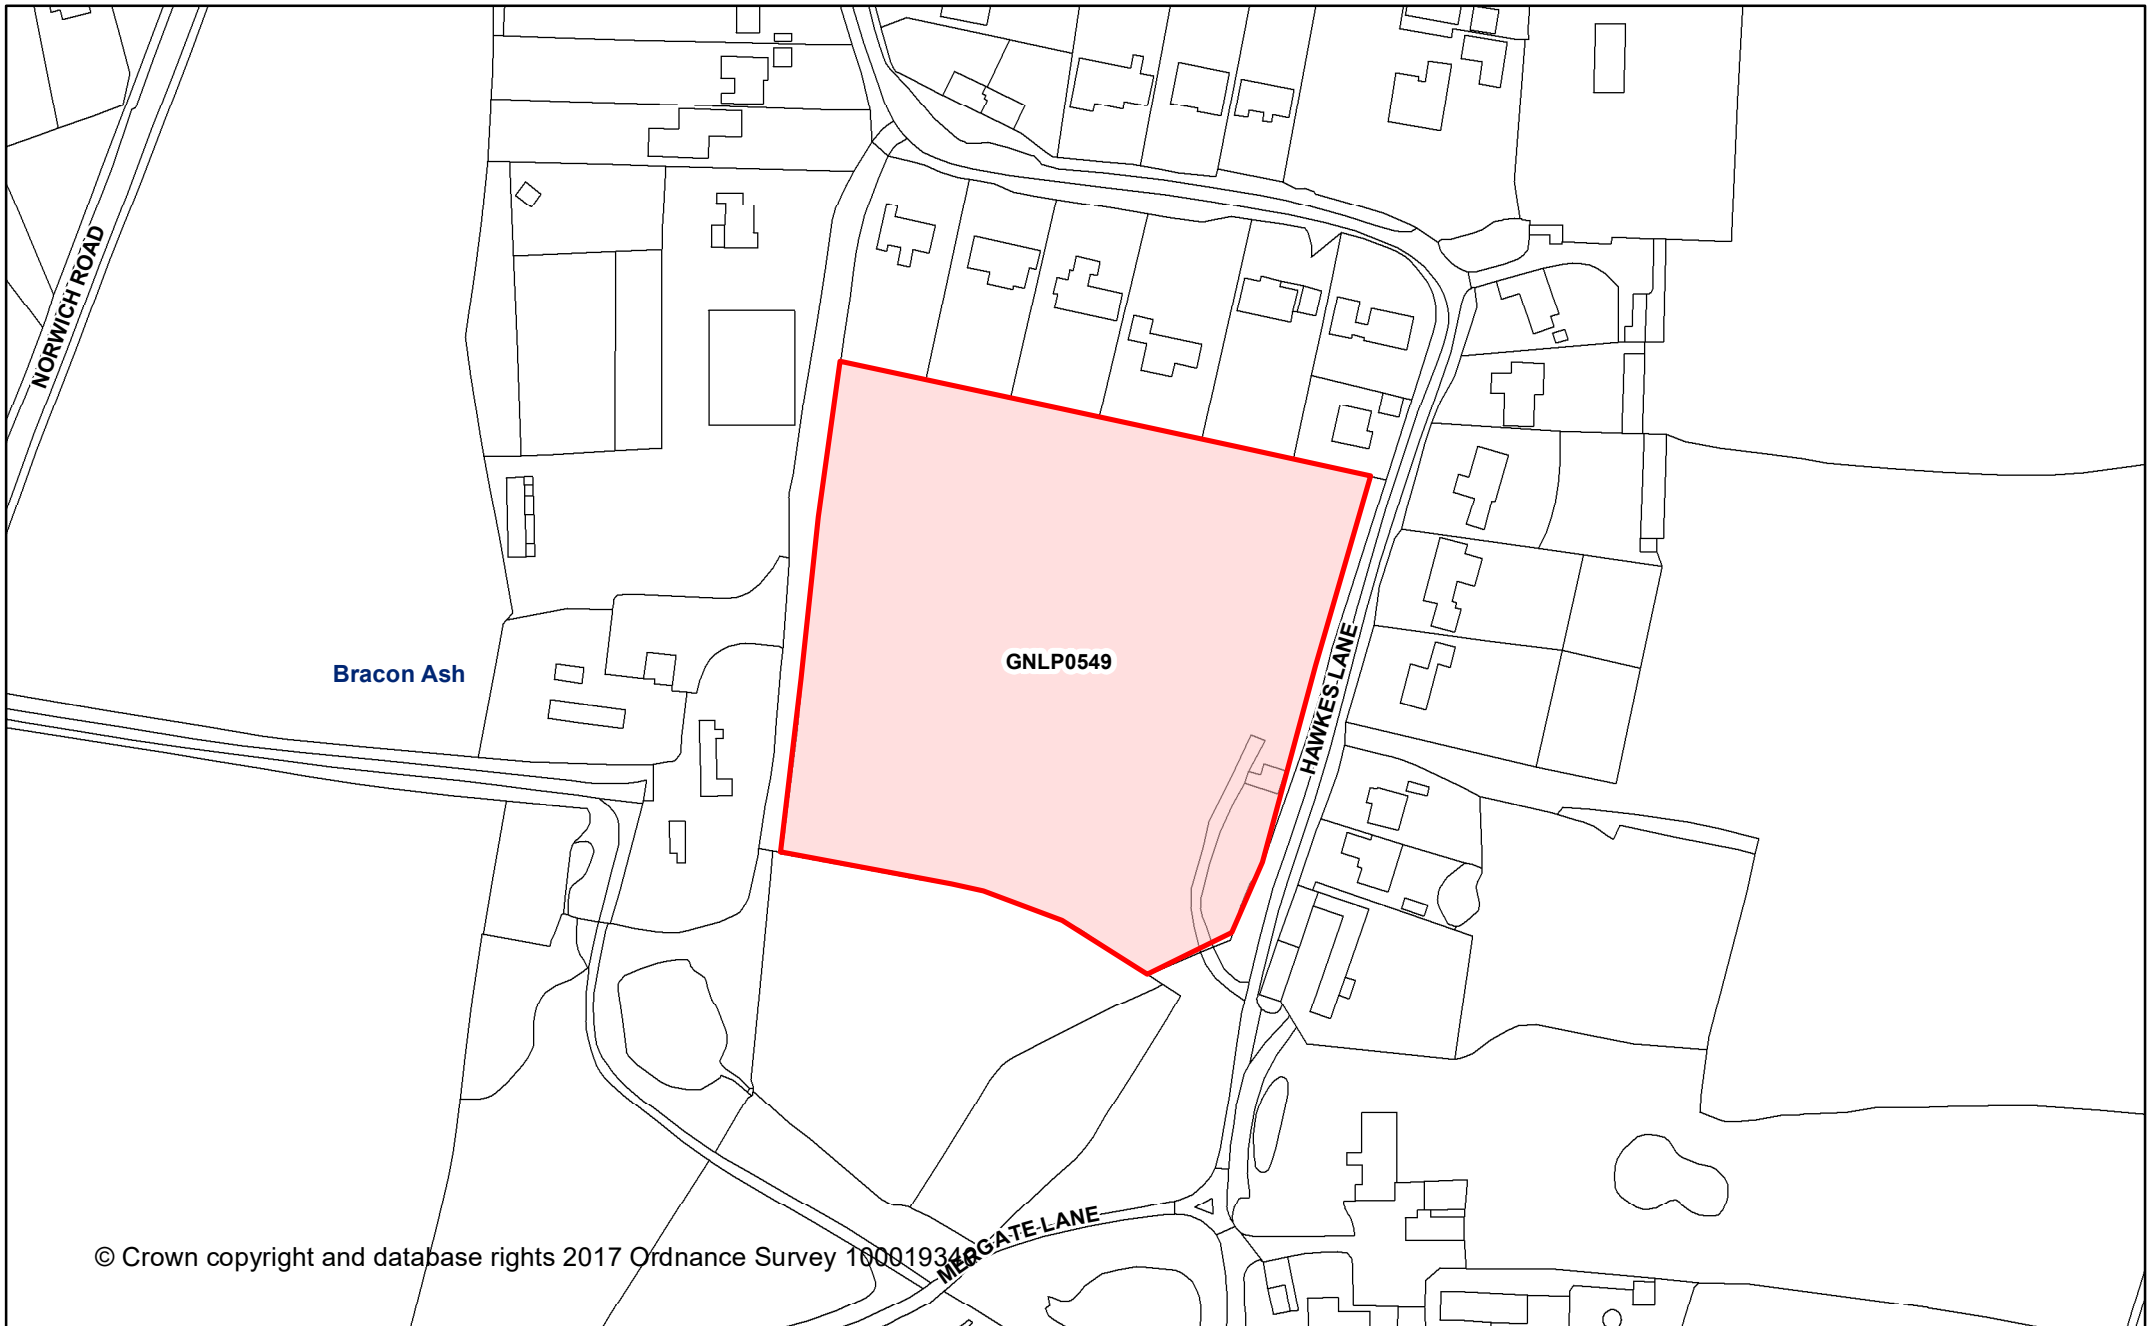 NORWICH ROAD
Bracon Ash
GNLP0549
HAWKES LANE
MERGATE LANE
© Crown copyright and database rights 2017 Ordnance Survey 100019340